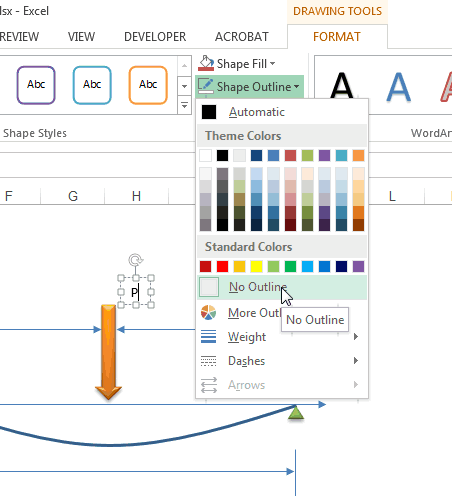 lsx - Excel
DRAWING TOOLS
REVIEW VIEW DEVELOPER ACROBAT FORMAT
Abc Abc Abc
Shape Fill
Shape Outline
A A A
Shape Styles
WordAr
Automatic
Theme Colors
F G H L
Standard Colors
No Outline
P
More Outl
No Outline
Weight
Dashes
Arrows